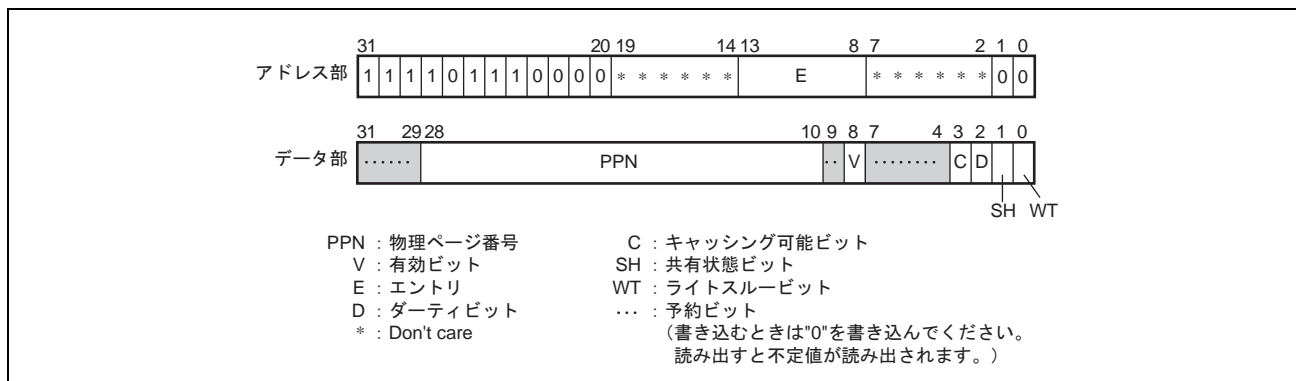 31 20 19 14 13 8 7 2 1 0
アドレス部 1 1 1 1 0 1 1 1 0 0 0 0 * * * * * * E * * * * * * 0 0
31 29 28 10 9 8 7 4 3 2 1 0
データ部 ······ PPN ·· V ········ C D
SH WT
PPN : 物理ページ番号 C : キャッシング可能ビット
V : 有効ビット SH : 共有状態ビット
E : エントリ WT : ライトスルービット
D : ダーティビット ··· : 予約ビット
* : Don't care (書き込むときは"0"を書き込んでください。
読み出すと不定値が読み出されます。)